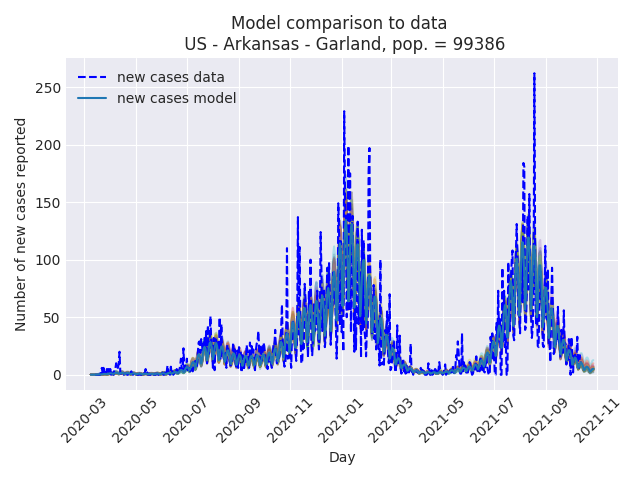 Model comparison to data
US - Arkansas - Garland, pop. = 99386
new cases data
new cases model
Number of new cases reported
250
200
150
100
50
0
2020-03
2020-05
2020-07
2020-09
2020-11
2021-01
2021-03
2021-05
2021-07
2021-09
2021-11
Day